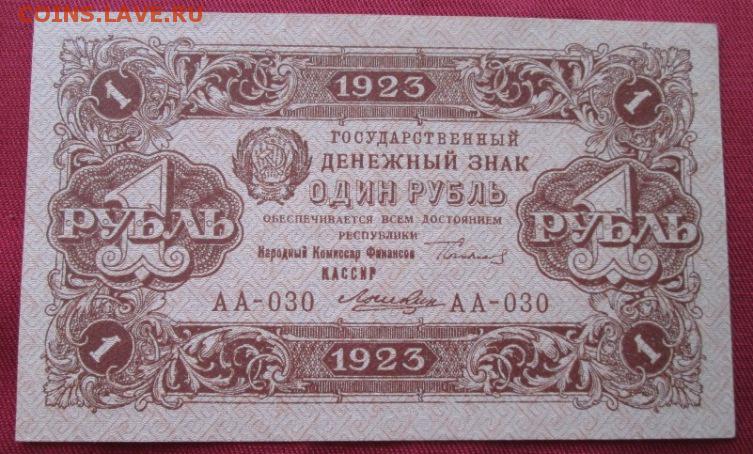 COINS.LAVE.RU
1 1923 1
ГОСУДАРСТВЕННЫЙ
ДЕНЕЖНЫЙ ЗНАК
ОДИН РУБЛЬ
ОБЕСПЕЧИВАЕТСЯ ВСЕМ ДОСТОЯНИЕМ
РЕСПУБЛИКИ
1 РУБЛЬ
1 РУБЛЬ
Народный Комиссар Финансов
КАССИР
АА-030 АА-030
1 1923 1